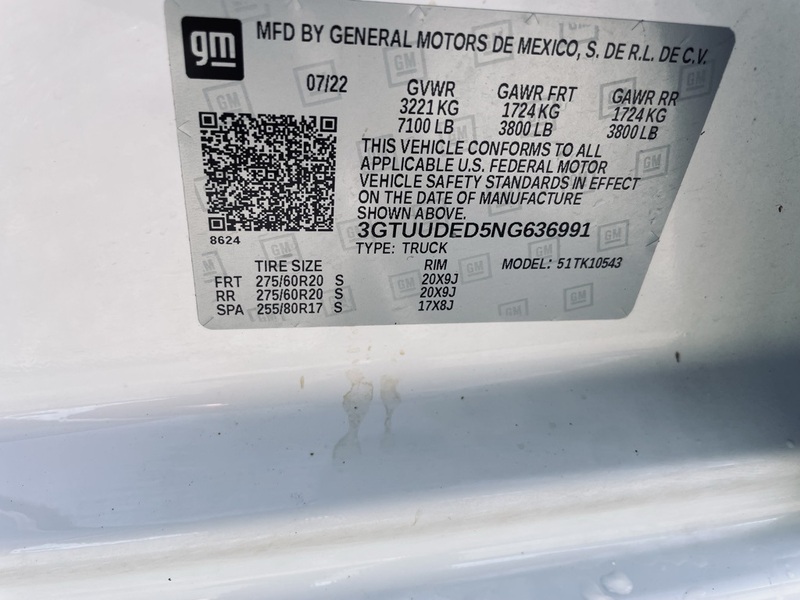 gm MFD BY GENERAL MOTORS DE MEXICO, S. DE R.L. DE C.V.
07/22 GVWR GAWR FRT GAWR RR
3221 KG 1724 KG 1724 KG
7100 LB 3800 LB 3800 LB
THIS VEHICLE CONFORMS TO ALL
APPLICABLE U.S. FEDERAL MOTOR
VEHICLE SAFETY STANDARDS IN EFFECT
ON THE DATE OF MANUFACTURE
SHOWN ABOVE.
8624 3GTUUDED5NG636991
TYPE: TRUCK
TIRE SIZE RIM MODEL: 51TK10543
FRT 275/60R20 S 20X9J
RR 275/60R20 S 20X9J
SPA 255/80R17 S 17X8J